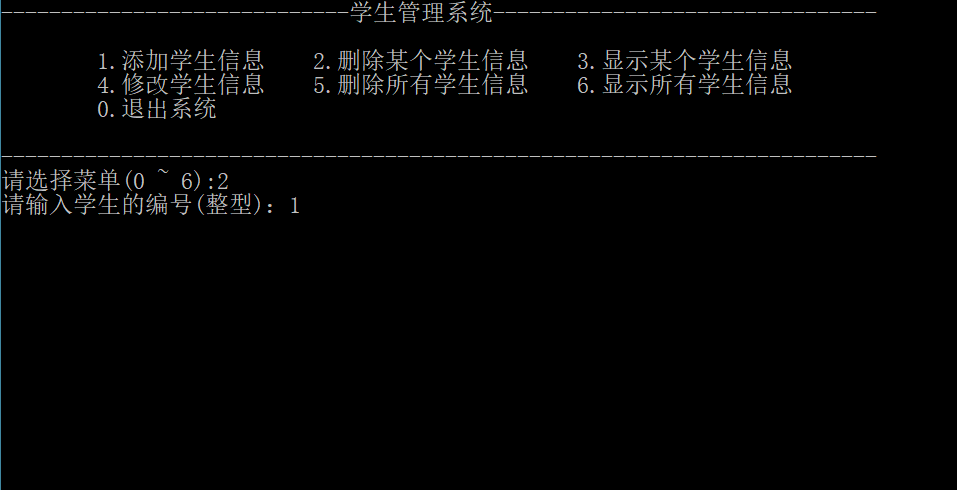 -----------------------------学生管理系统--------------------------------
1.添加学生信息    2.删除某个学生信息    3.显示某个学生信息
4.修改学生信息    5.删除所有学生信息    6.显示所有学生信息
0.退出系统
-------------------------------------------------------------------------
请选择菜单(0 ~ 6):2
请输入学生的编号(整型)：1